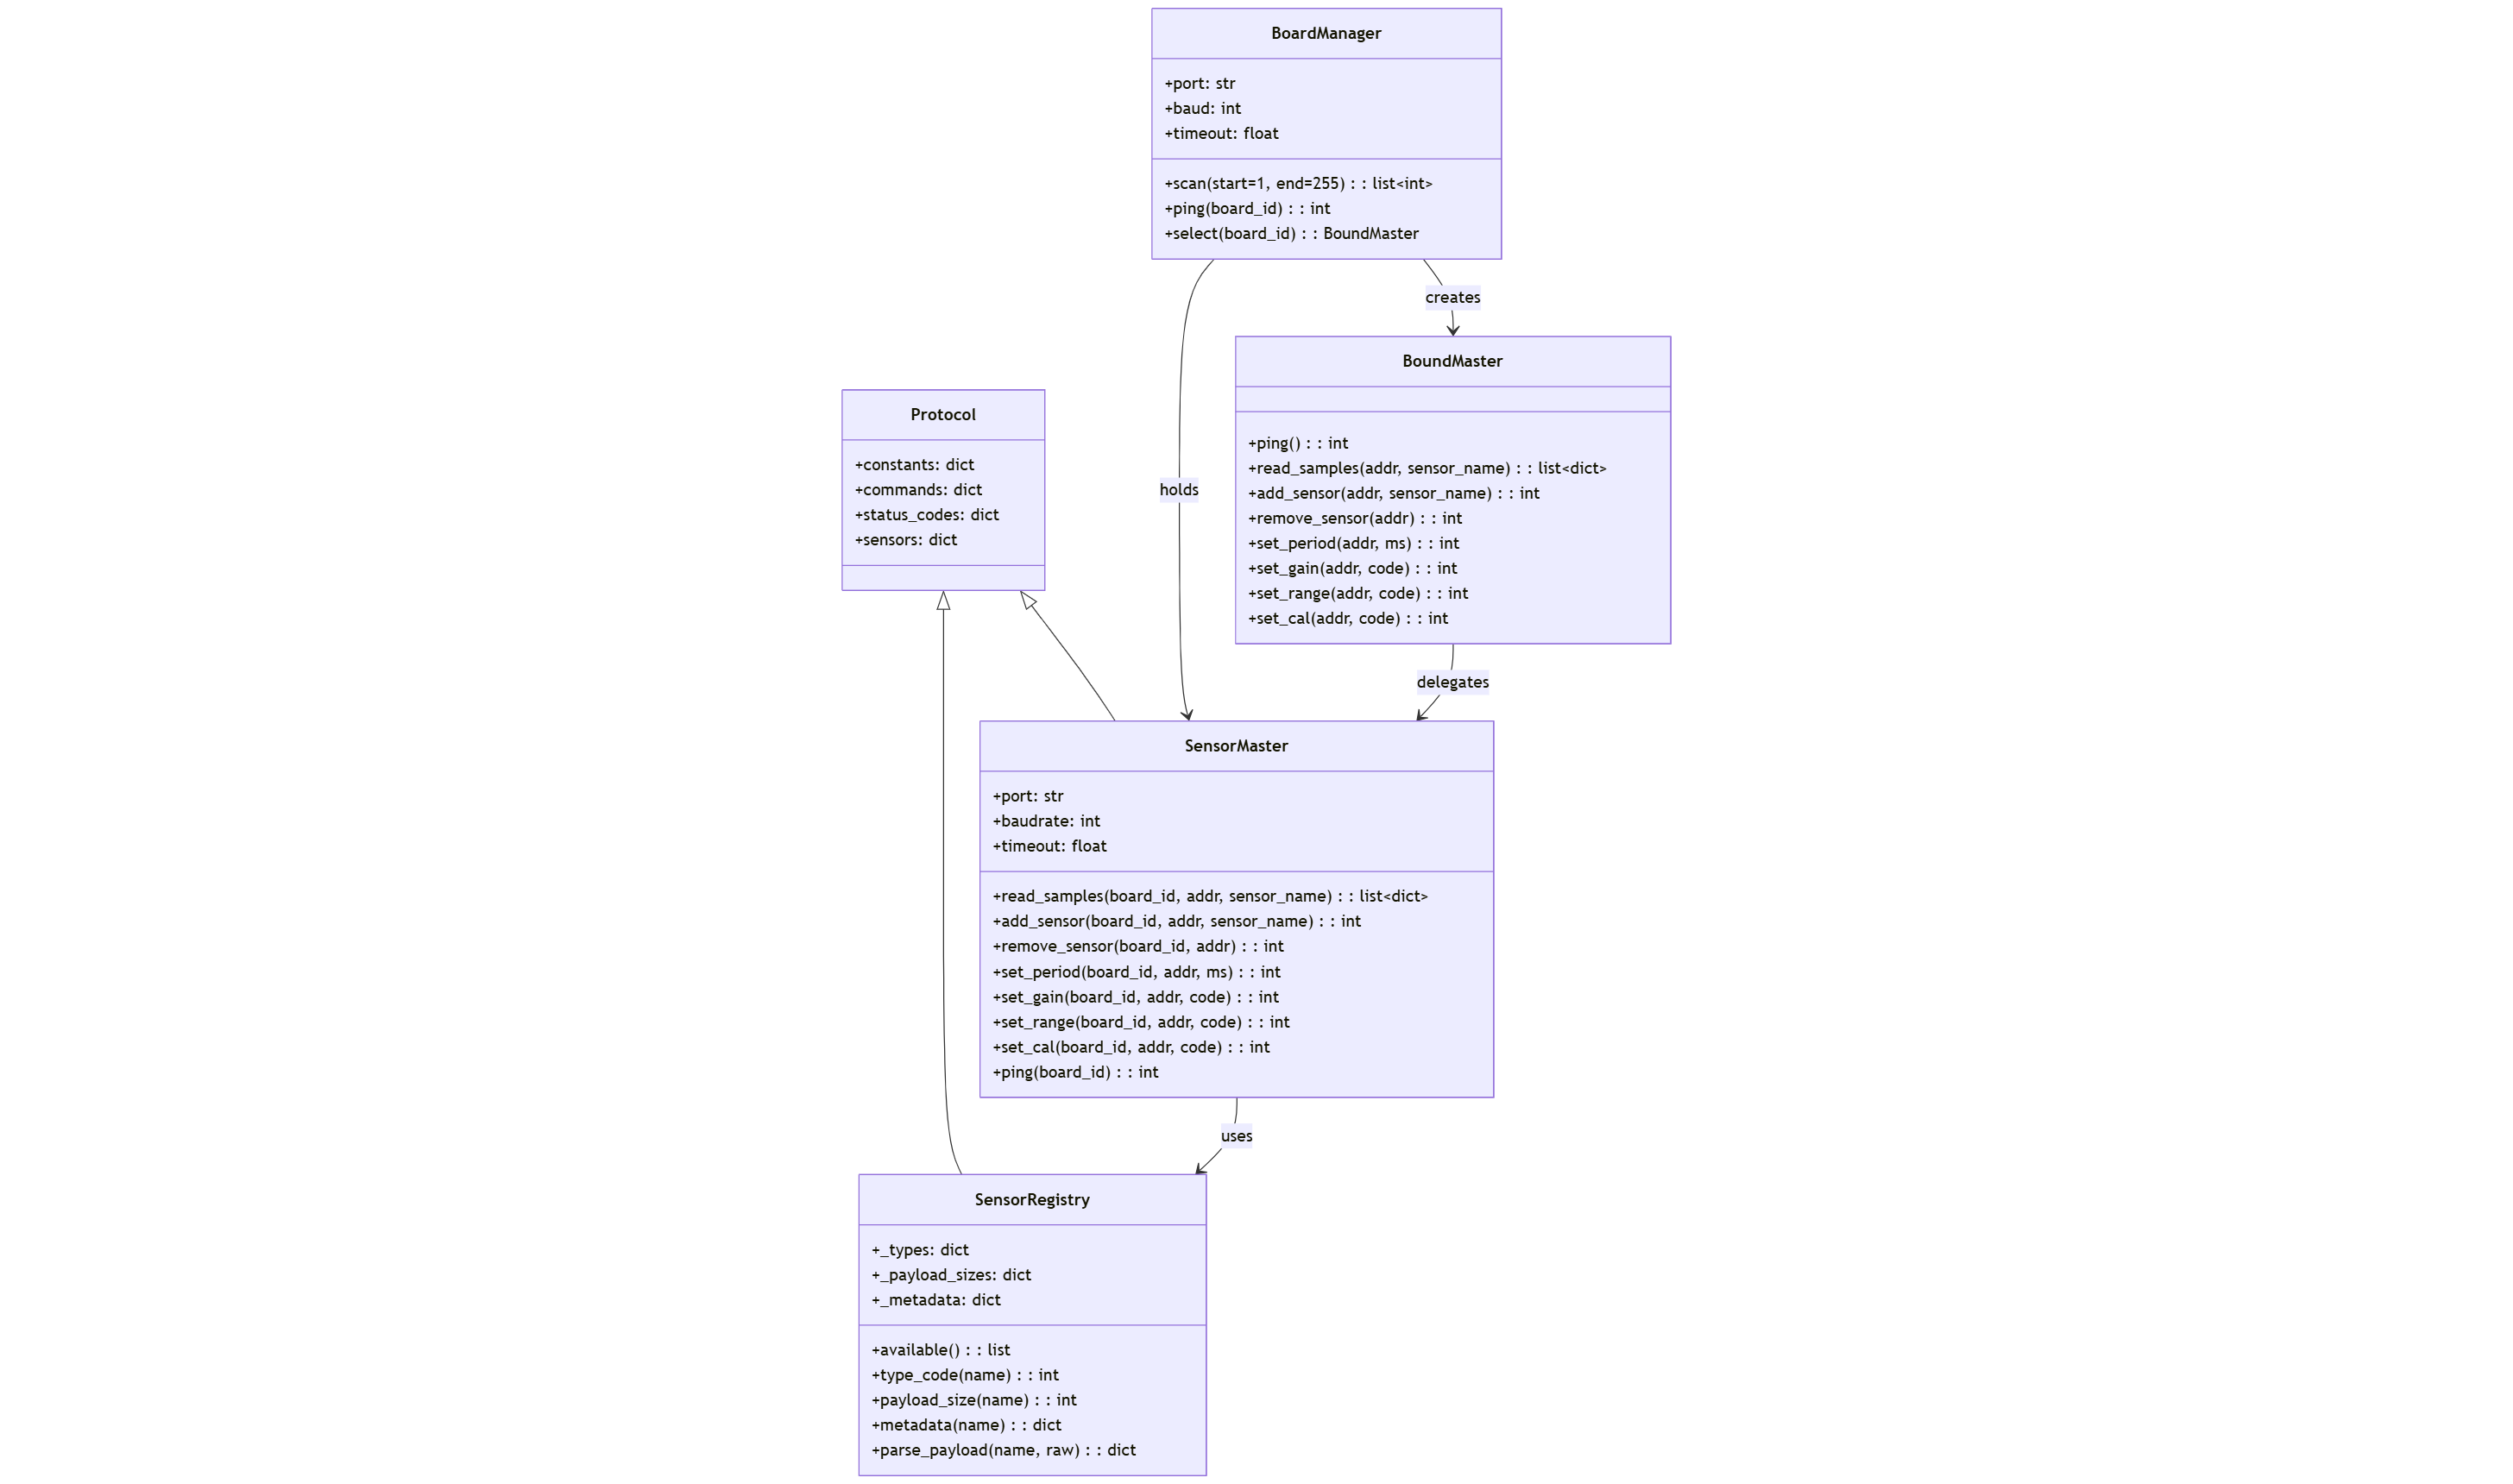 BoardManager
+port: str
+baud: int
+timeout: float
+scan(start=1, end=255) : : list<int>
+ping(board_id) : : int
+select(board_id) : : BoundMaster
creates
holds
BoundMaster
+ping() : : int
+read_samples(addr, sensor_name) : : list<dict>
+add_sensor(addr, sensor_name) : : int
+remove_sensor(addr) : : int
+set_period(addr, ms) : : int
+set_gain(addr, code) : : int
+set_range(addr, code) : : int
+set_cal(addr, code) : : int
Protocol
+constants: dict
+commands: dict
+status_codes: dict
+sensors: dict
delegates
SensorMaster
+port: str
+baudrate: int
+timeout: float
+read_samples(board_id, addr, sensor_name) : : list<dict>
+add_sensor(board_id, addr, sensor_name) : : int
+remove_sensor(board_id, addr) : : int
+set_period(board_id, addr, ms) : : int
+set_gain(board_id, addr, code) : : int
+set_range(board_id, addr, code) : : int
+set_cal(board_id, addr, code) : : int
+ping(board_id) : : int
uses
SensorRegistry
+_types: dict
+_payload_sizes: dict
+_metadata: dict
+available() : : list
+type_code(name) : : int
+payload_size(name) : : int
+metadata(name) : : dict
+parse_payload(name, raw) : : dict